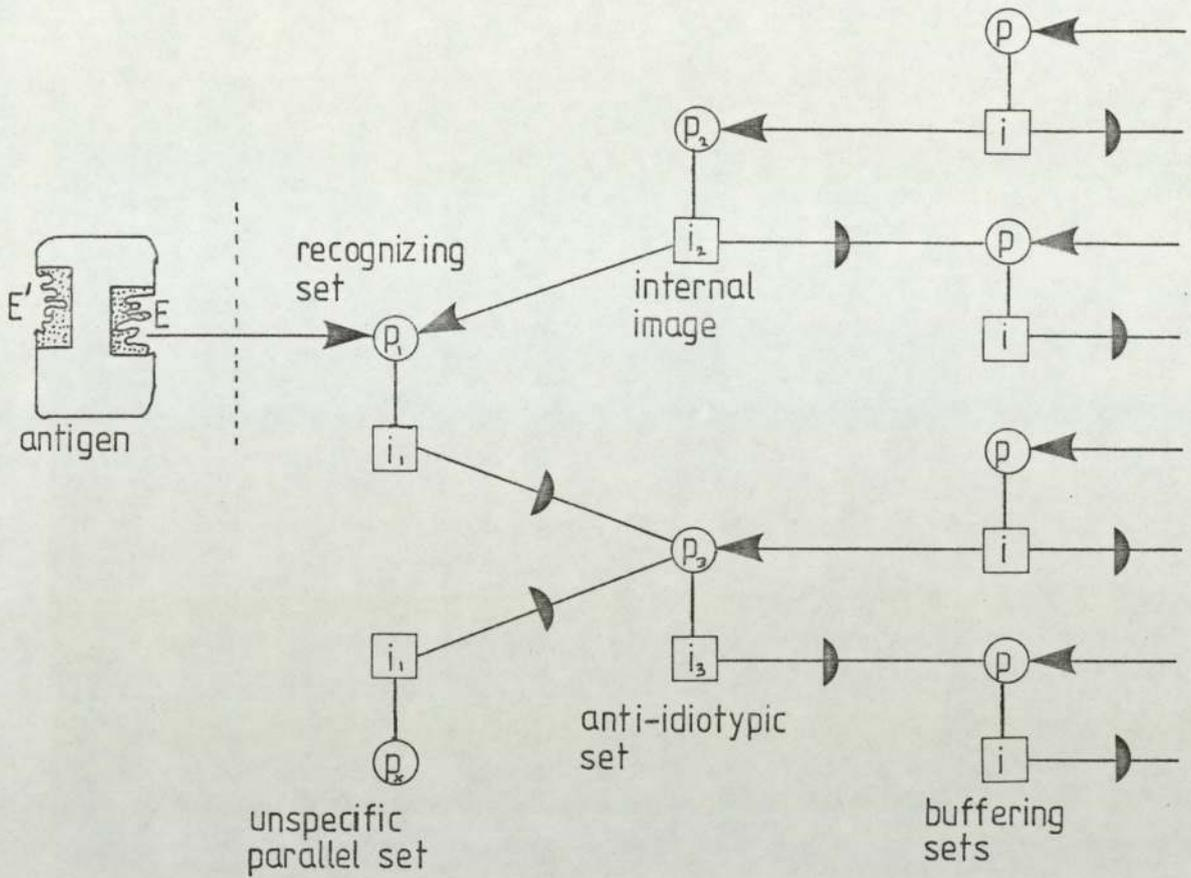 p
p₂
i
recognizing
set
E'
E
i₂
p
internal
image
p₁
i
antigen
i₁
p
p₃
i
i₁
i₃
p
anti-idiotypic
set
pₓ
i
unspecific
parallel set
buffering
sets